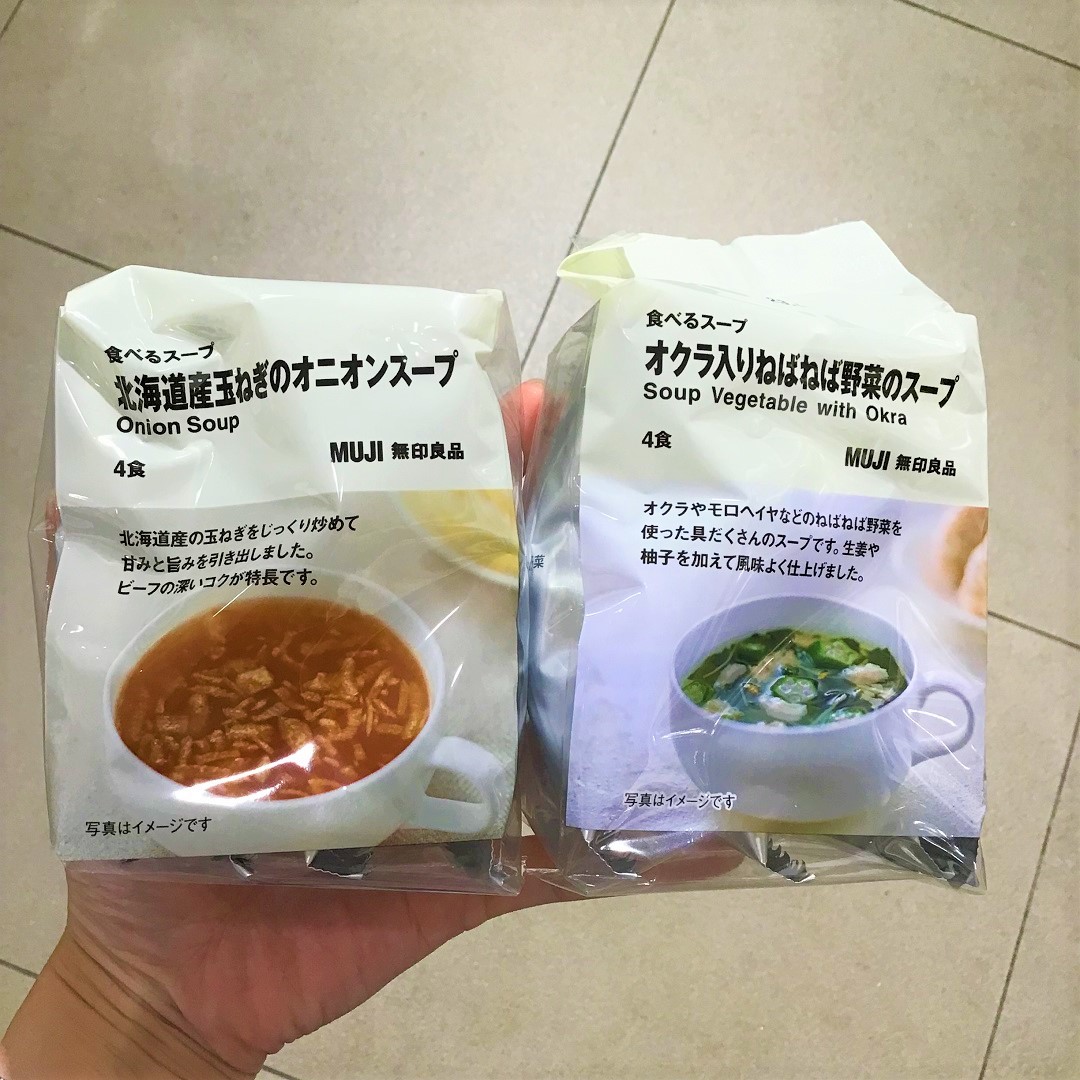 食べるスープ
北海道産玉ねぎのオニオンスープ
Onion Soup
4食
MUJI 無印良品
北海道産の玉ねぎをじっくり炒めて
甘みと旨みを引き出しました。
ビーフの深いコクが特長です。
写真はイメージです
食べるスープ
オクラ入りねばねば野菜のスープ
Soup Vegetable with Okra
4食
MUJI 無印良品
オクラやモロヘイヤなどのねばねば野菜を
使った具だくさんのスープです。生姜や
柚子を加えて風味よく仕上げました。
写真はイメージです
菜